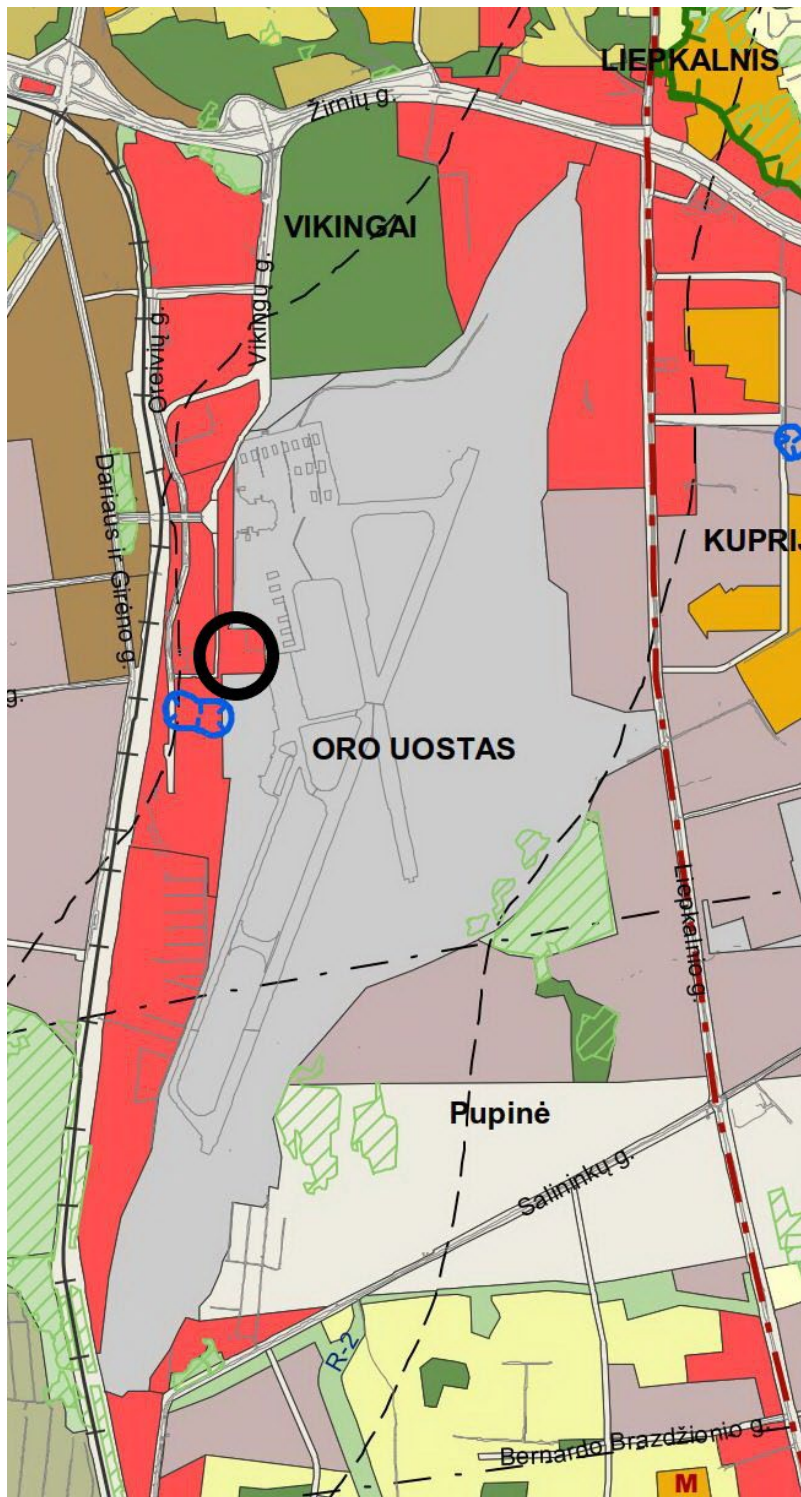 LIEPKALNIS
Žirnių g.
VIKINGAI
Vikingų g.
Oreivių g.
Dariaus ir Girėno g.
KUPRIJ
g.
ORO UOSTAS
Liepkalnio g.
Pupinė
Salininkų g.
R-2
Bernardo Brazdžionio g.
M